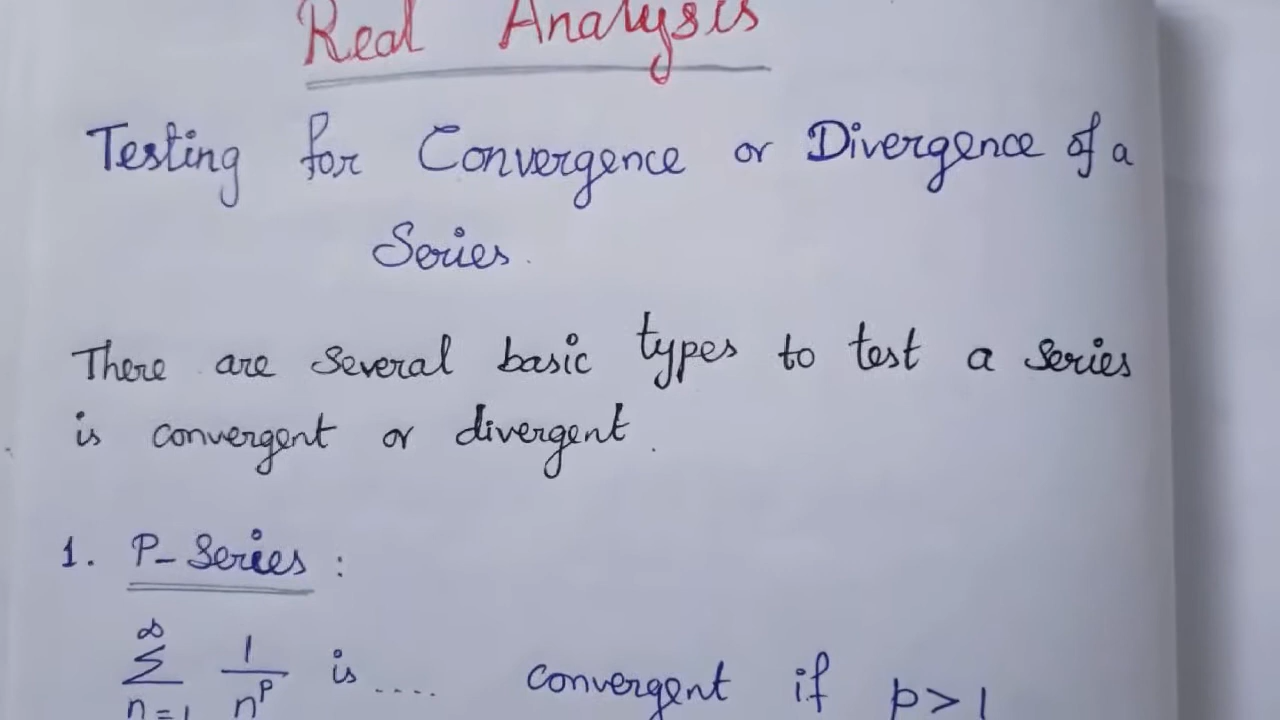 Real Analysis
Testing for Convergence or Divergence of a
Series.
There are several basic types to test a series
is convergent or divergent.
1. P-Series :
∞
∑ 1/n^p is .... convergent if p > 1
n=1